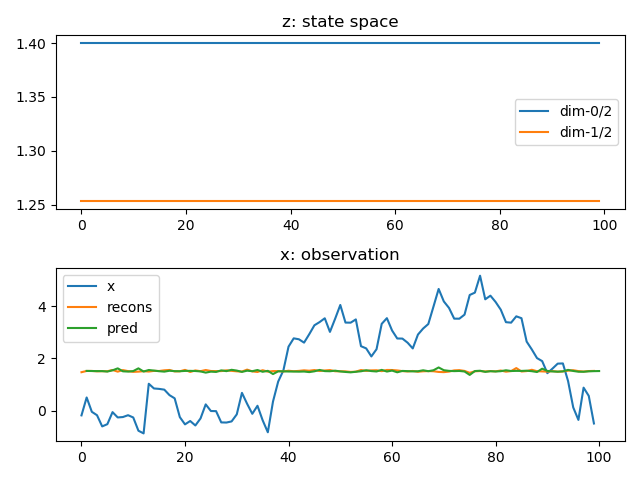 z: state space
1.40
1.35
1.30
1.25
dim-0/2
dim-1/2
0 20 40 60 80 100
x: observation
4
2
0
x
recons
pred
0 20 40 60 80 100